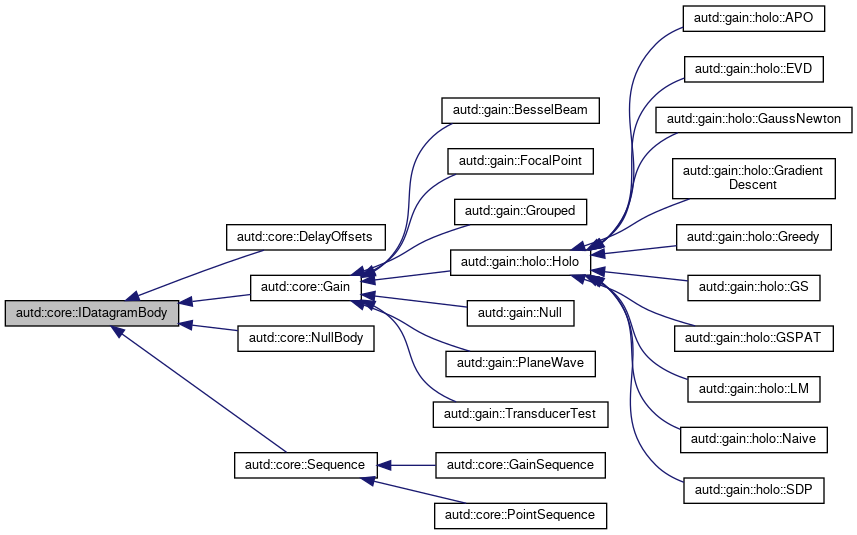 autd::core::IDatagramBody
autd::core::DelayOffsets
autd::core::Gain
autd::core::NullBody
autd::core::Sequence
autd::gain::BesselBeam
autd::gain::FocalPoint
autd::gain::Grouped
autd::gain::holo::Holo
autd::gain::Null
autd::gain::PlaneWave
autd::gain::TransducerTest
autd::core::GainSequence
autd::core::PointSequence
autd::gain::holo::APO
autd::gain::holo::EVD
autd::gain::holo::GaussNewton
autd::gain::holo::Gradient
Descent
autd::gain::holo::Greedy
autd::gain::holo::GS
autd::gain::holo::GSPAT
autd::gain::holo::LM
autd::gain::holo::Naive
autd::gain::holo::SDP